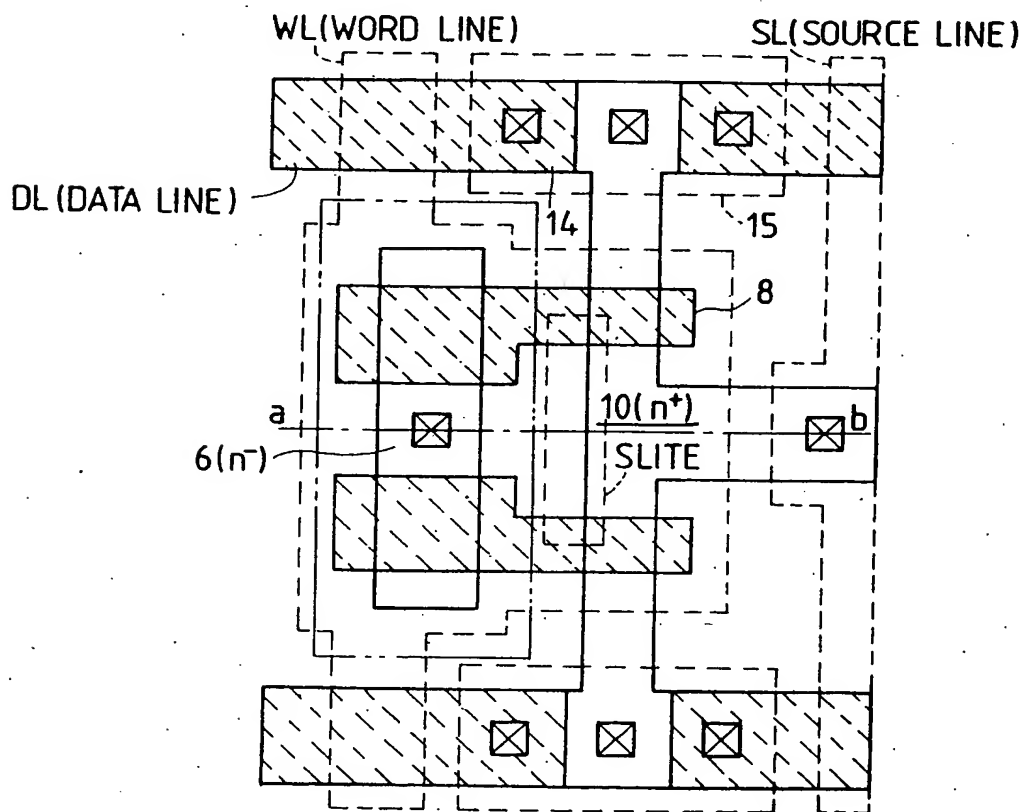 WL(WORD LINE)
SL(SOURCE LINE)
DL(DATA LINE)
14
15
8
a
10(n+)
b
6(n-)
SLITE